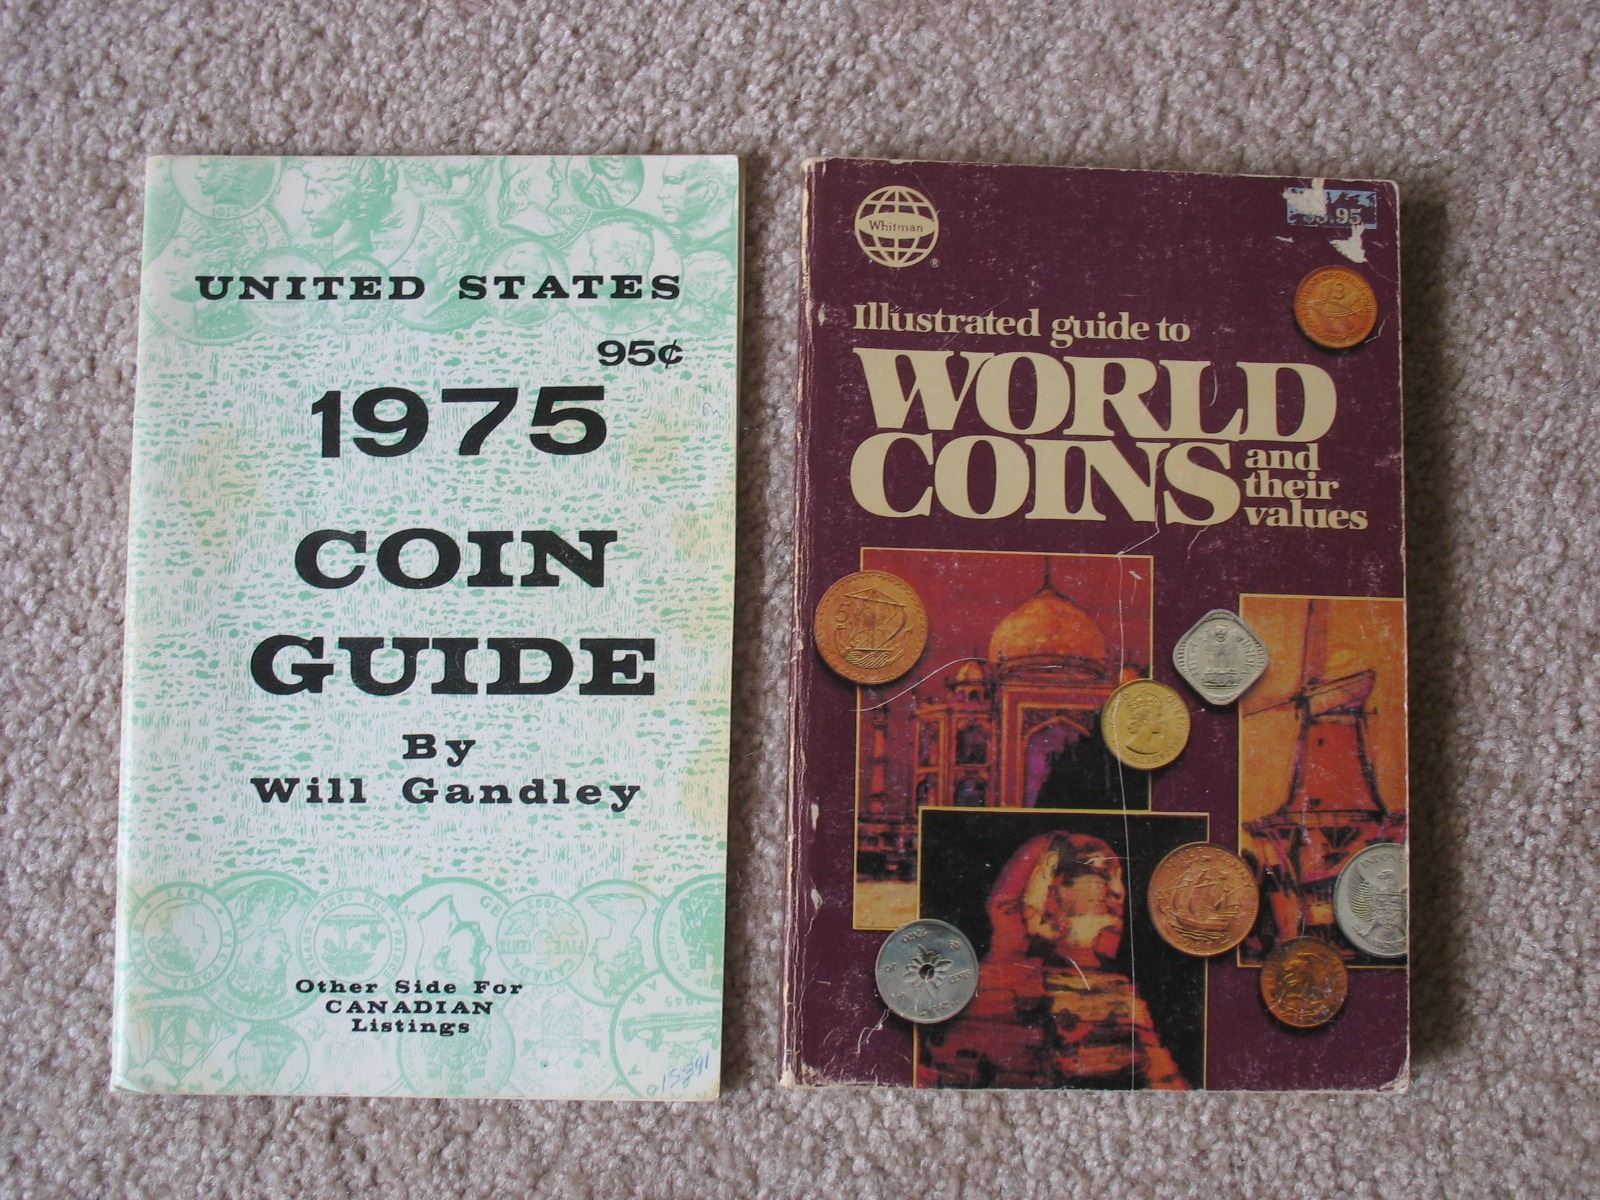 UNITED STATES
95¢
1975
COIN
GUIDE
By
Will Gandley
Other Side For
CANADIAN
Listings
Whitman
®
Illustrated guide to
WORLD
COINS
and
their
values